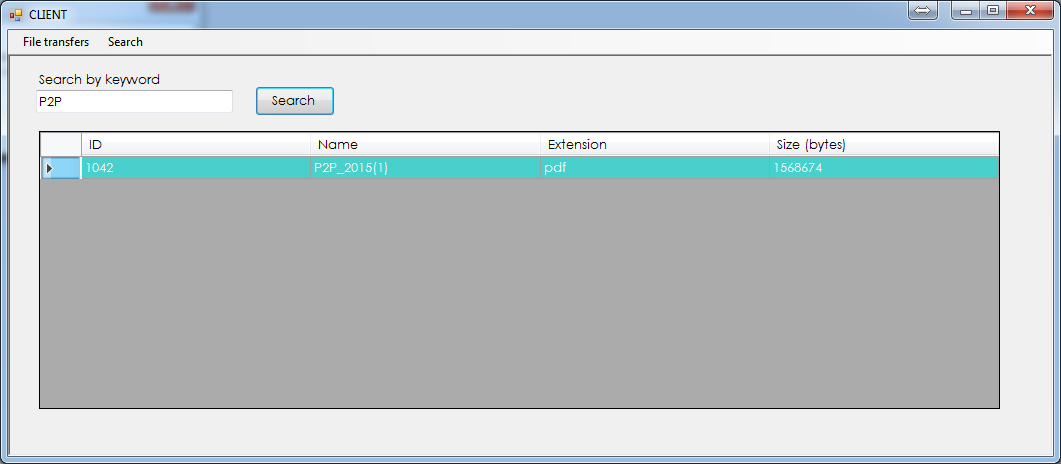 CLIENT
File transfers Search
Search by keyword
P2P Search
ID Name Extension Size (bytes)
1042 P2P_2015(1) pdf 1568674